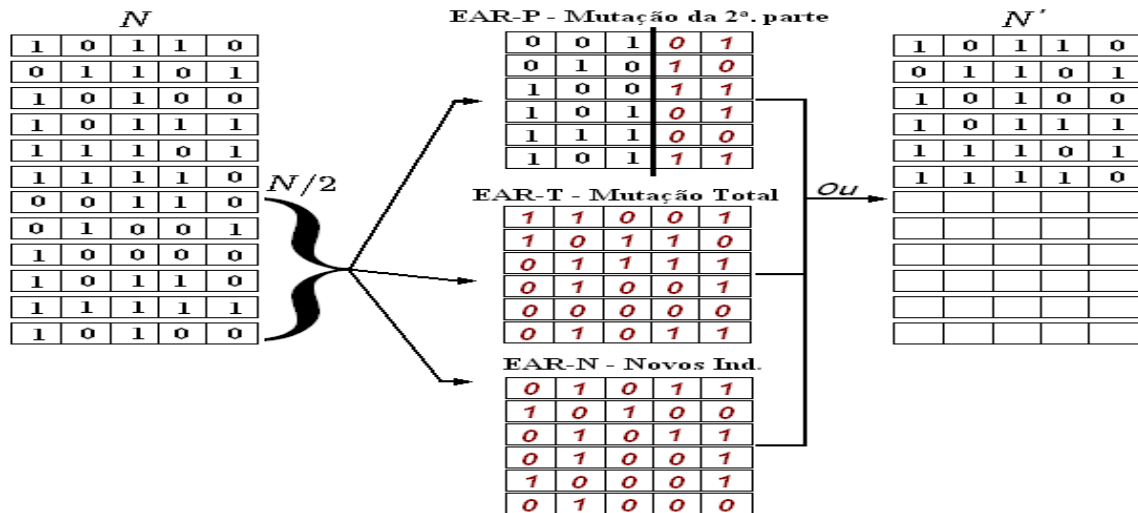 N
1 0 1 1 0
0 1 1 0 1
1 0 1 0 0
1 0 1 1 1
1 1 1 0 1
1 1 1 1 0
0 0 1 1 0
0 1 0 0 1
1 0 0 0 0
1 0 1 1 0
1 1 1 1 1
1 0 1 0 0
N/2
EAR-P - Mutação da 2ª. parte
0 0 1 0 1
0 1 0 1 0
1 0 0 1 1
1 0 1 0 1
1 1 1 0 0
1 0 1 1 1
EAR-T - Mutação Total
1 1 0 0 1
1 0 1 1 0
0 1 1 1 1
0 1 0 0 1
0 0 0 0 0
0 1 0 1 1
EAR-N - Novos Ind.
0 1 0 1 1
1 0 1 0 0
0 1 0 1 1
0 1 0 0 1
1 0 0 0 1
0 1 0 0 0
Ou
N'
1 0 1 1 0
0 1 1 0 1
1 0 1 0 0
1 0 1 1 1
1 1 1 0 1
1 1 1 1 0